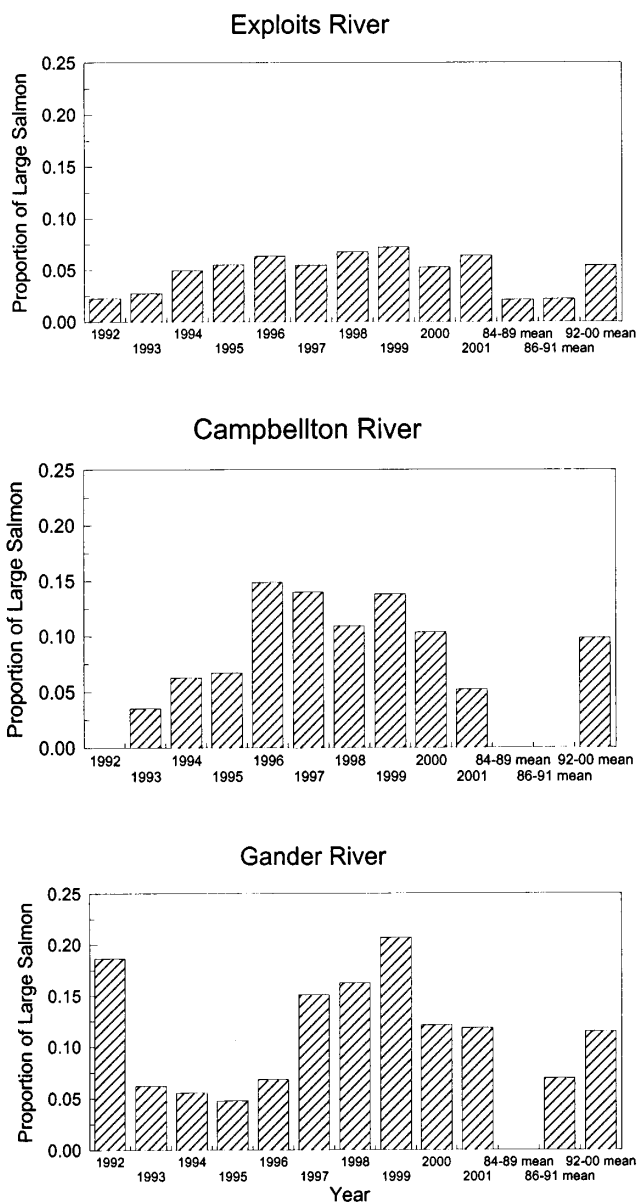 Exploits River
Proportion of Large Salmon
0.25
0.20
0.15
0.10
0.05
0.00
1992 1994 1996 1998 2000 84-89 mean 92-00 mean
1993 1995 1997 1999 2001 86-91 mean
Campbellton River
Proportion of Large Salmon
0.25
0.20
0.15
0.10
0.05
0.00
1992 1994 1996 1998 2000 84-89 mean 92-00 mean
1993 1995 1997 1999 2001 86-91 mean
Gander River
Proportion of Large Salmon
0.25
0.20
0.15
0.10
0.05
0.00
1992 1994 1996 1998 2000 84-89 mean 92-00 mean
1993 1995 1997 1999 2001 86-91 mean
Year